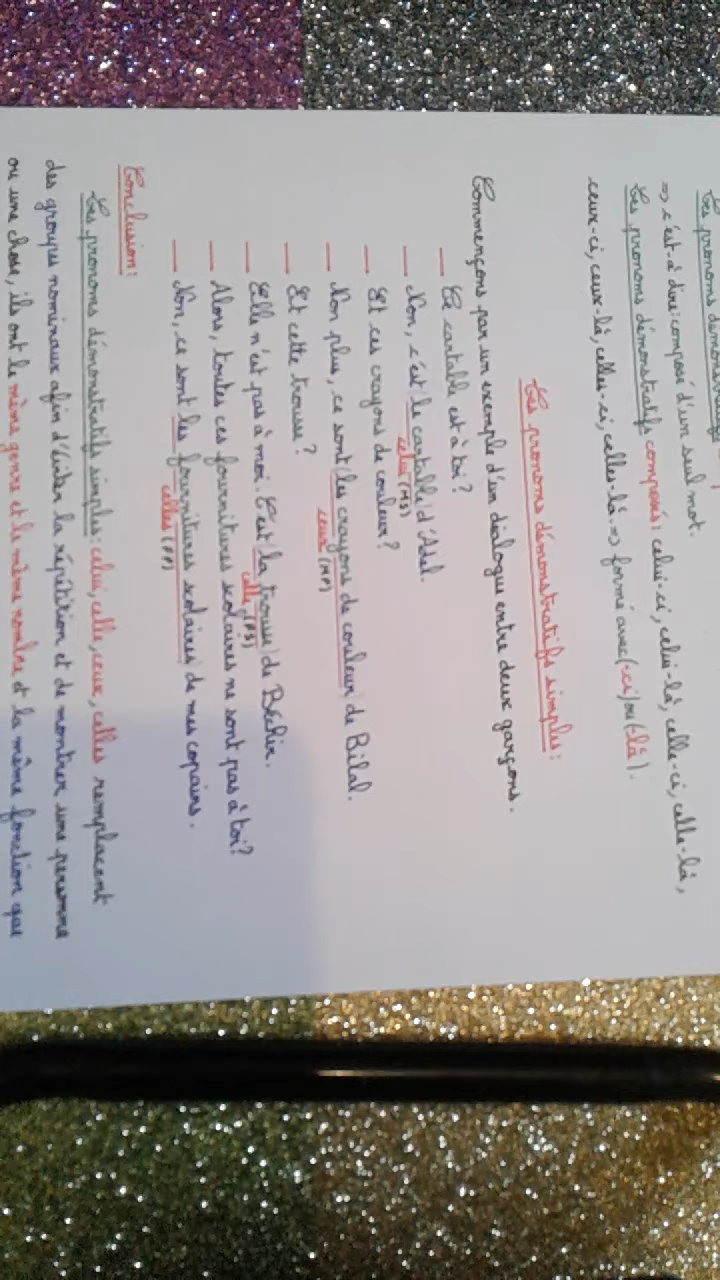 Les pronoms démonstratifs
=> c'est-à dire: composé d'un seul mot.
Les pronoms démonstratifs composés: celui-ci, celui-là, celle-ci, celle-là,
ceux-ci, ceux-là, celles-ci, celles-là => formé avec (-ci) ou (-là).
Les pronoms démonstratifs simples:
Commençons par un exemple d'un dialogue entre deux garçons.
— Ce cartable est à toi?
— Non, c'est le cartable d'Adel.
celui (MS)
— Et ces crayons de couleur?
— Non plus, ce sont les crayons de couleur de Bilal.
ceux (MP)
— Et cette trousse?
— Elle n'est pas à moi. C'est la trousse de Béchir.
celle (FS)
— Alors, toutes ces fournitures scolaires ne sont pas à toi?
— Non, ce sont les fournitures scolaires de mes copains.
celles (FP)
Conclusion:
Les pronoms démonstratifs simples: celui, celle, ceux, celles remplacent
des groupes nominaux afin d'éviter la répétition et de montrer une personne
ou une chose, ils ont le même genre et le même nombre et la même fonction que